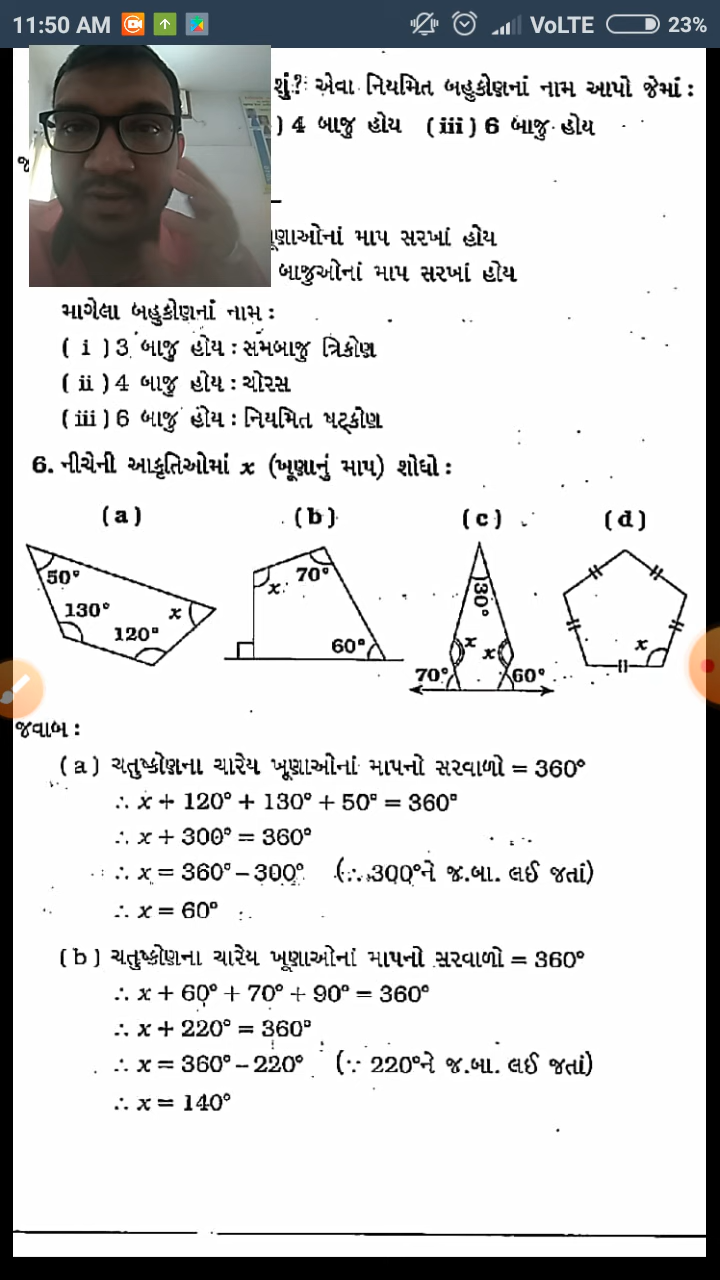 11:50 AM VoLTE 23%
શું? એવા નિયમિત બહુકોણનાં નામ આપો જેમાં :
) 4 બાજુ હોય (iii) 6 બાજુ હોય
ખૂણાઓનાં માપ સરખાં હોય
બાજુઓનાં માપ સરખાં હોય
માગેલા બહુકોણનાં નામ :
( i ) 3 બાજુ હોય : સમબાજુ ત્રિકોણ
( ii ) 4 બાજુ હોય : ચોરસ
(iii) 6 બાજુ હોય : નિયમિત ષટ્કોણ
6. નીચેની આકૃતિઓમાં x (ખૂણાનું માપ) શોધો :
(a) (b) (c) (d)
50° 130° 120° x
x 70° 60°
30° x x 70° 60°
x
જવાબ :
(a) ચતુષ્કોણના ચારેય ખૂણાઓનાં માપનો સરવાળો = 360°
∴ x + 120° + 130° + 50° = 360°
∴ x + 300° = 360°
∴ x = 360° – 300° (∴ 300°ને જ.બા. લઈ જતાં)
∴ x = 60°
(b) ચતુષ્કોણના ચારેય ખૂણાઓનાં માપનો સરવાળો = 360°
∴ x + 60° + 70° + 90° = 360°
∴ x + 220° = 360°
∴ x = 360° – 220° (∵ 220°ને જ.બા. લઈ જતાં)
∴ x = 140°